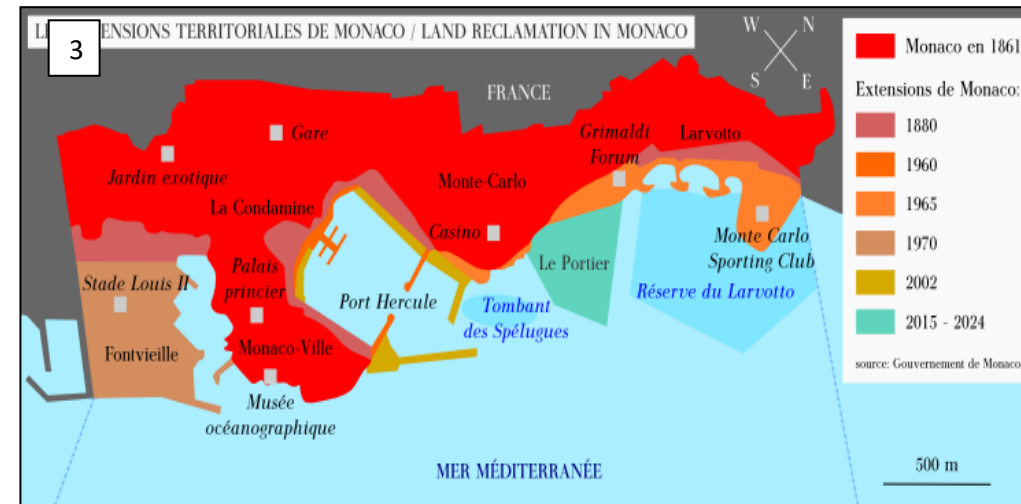 L ENSIONS TERRITORIALES DE MONACO / LAND RECLAMATION IN MONACO
3
W N
S E
FRANCE
Gare
Jardin exotique
La Condamine
Monte-Carlo
Grimaldi
Forum
Larvotto
Casino
Le Portier
Monte Carlo
Sporting Club
Réserve du Larvotto
Stade Louis II
Palais
princier
Port Hercule
Tombant
des Spélugues
Fontvieille
Monaco-Ville
Musée
océanographique
MER MÉDITERRANÉE
Monaco en 1861
Extensions de Monaco:
1880
1960
1965
1970
2002
2015 - 2024
source: Gouvernement de Monaco
500 m